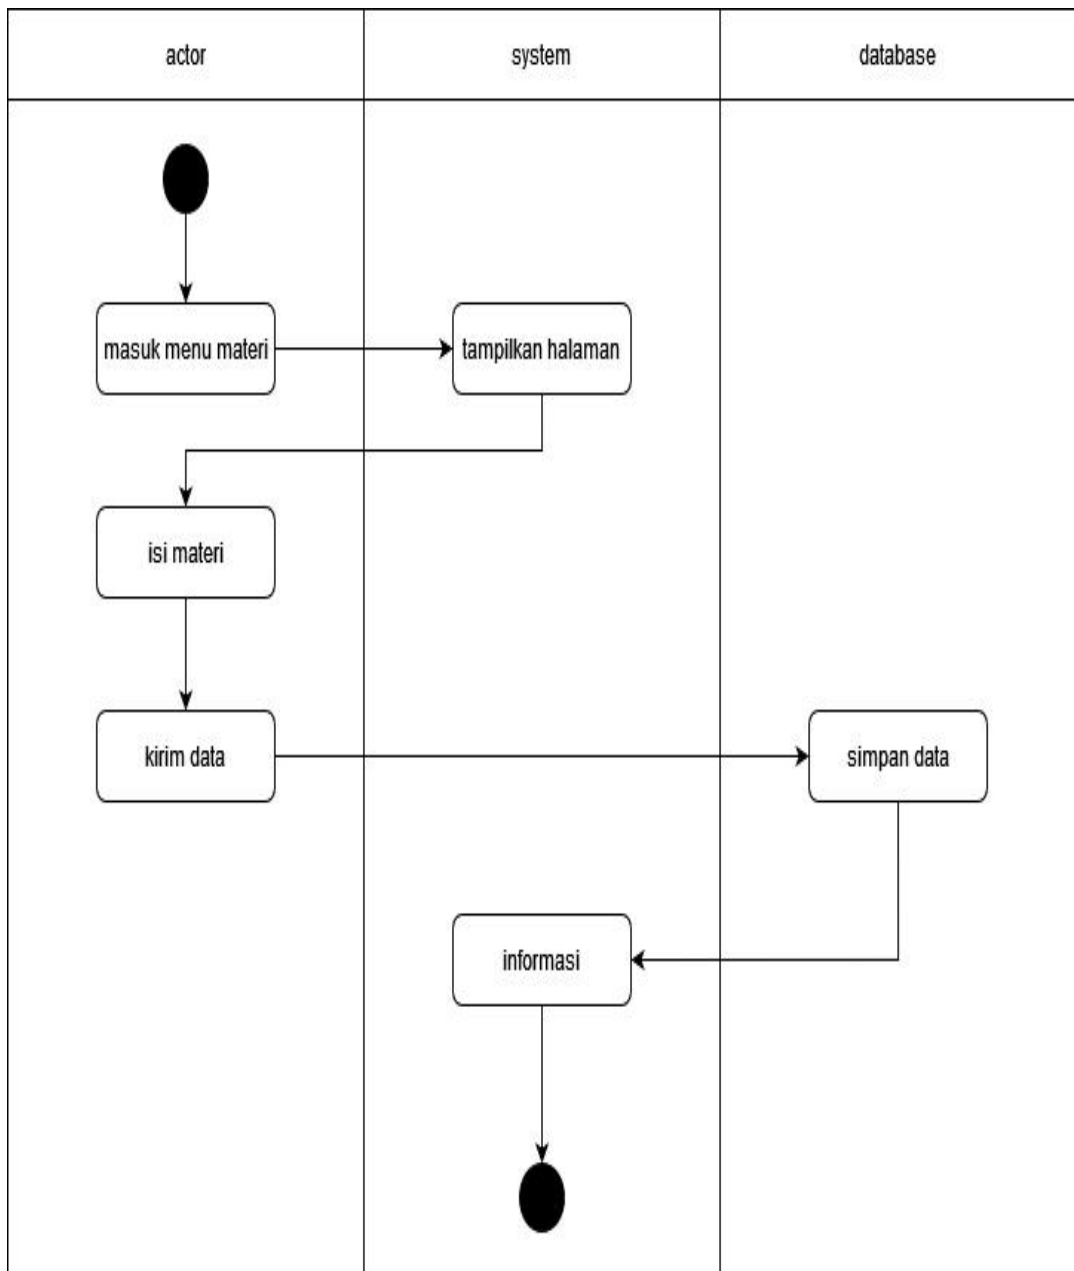 actor
system
database
masuk menu materi
tampilkan halaman
isi materi
kirim data
simpan data
informasi